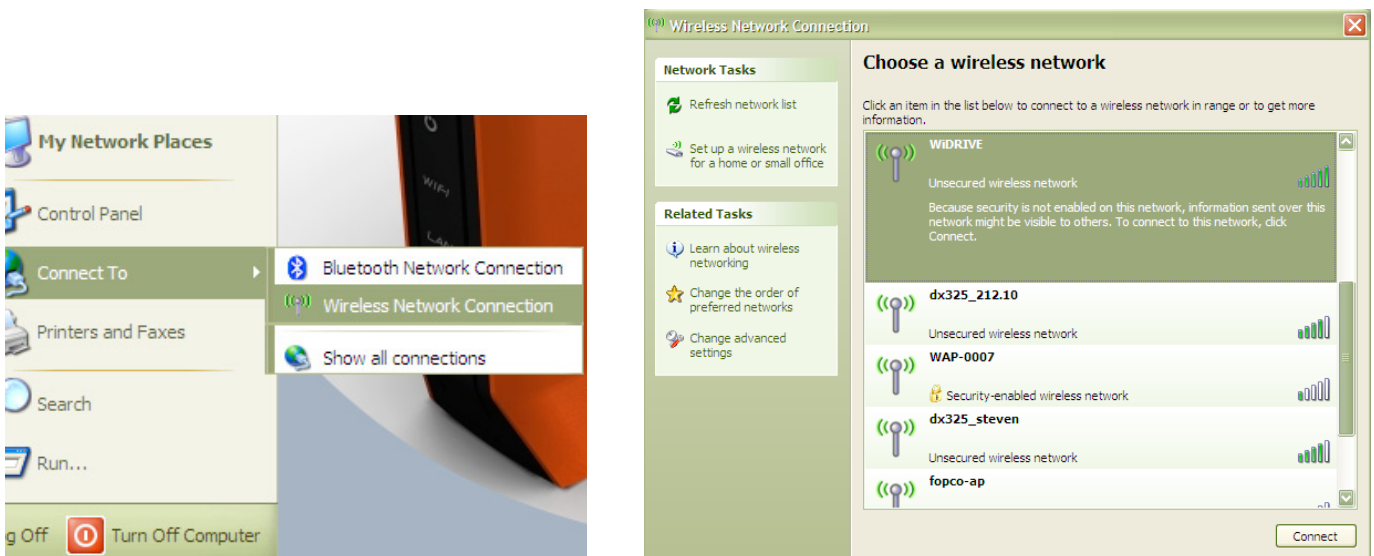 My Network Places
Control Panel
Connect To
Printers and Faxes
Search
Run...
g Off
Turn Off Computer
Bluetooth Network Connection
Wireless Network Connection
Show all connections
WiFi
LAN
Wireless Network Connection
Network Tasks
Refresh network list
Set up a wireless network
for a home or small office
Related Tasks
Learn about wireless
networking
Change the order of
preferred networks
Change advanced
settings
Choose a wireless network
Click an item in the list below to connect to a wireless network in range or to get more
information.
WiDRIVE
Unsecured wireless network
Because security is not enabled on this network, information sent over this
network might be visible to others. To connect to this network, click
Connect.
dx325_212.10
Unsecured wireless network
WAP-0007
Security-enabled wireless network
dx325_steven
Unsecured wireless network
fopco-ap
Connect